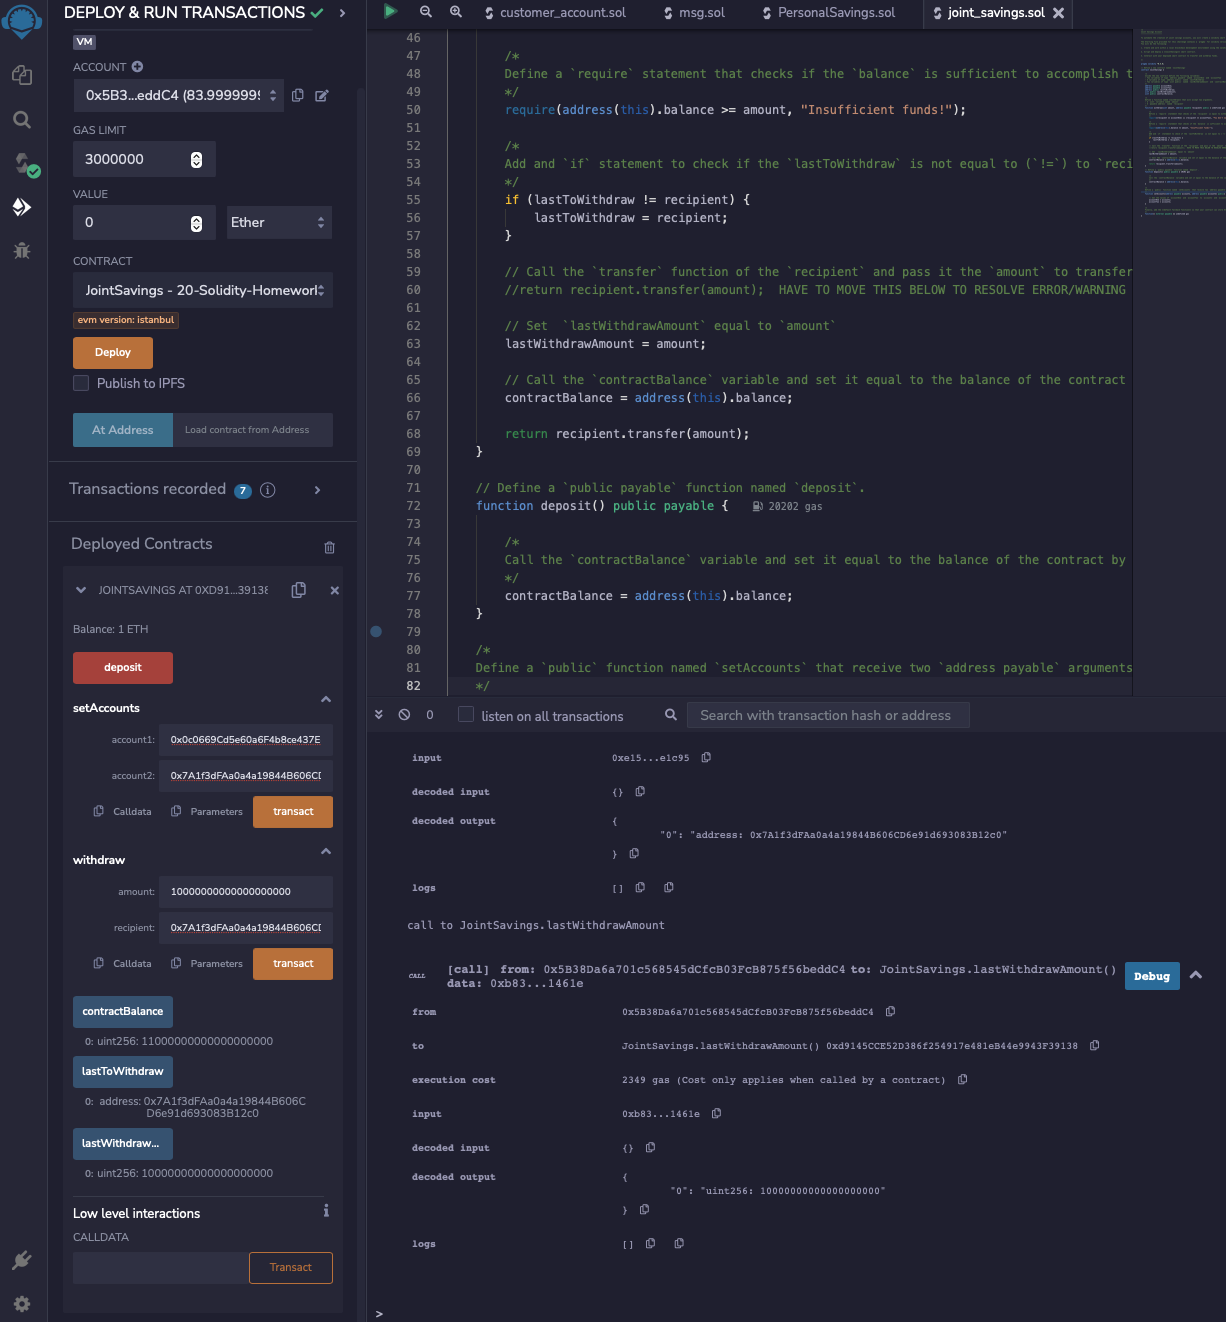 DEPLOY & RUN TRANSACTIONS
VM
ACCOUNT
0x5B3...eddC4 (83.9999999
GAS LIMIT
3000000
VALUE
0
Ether
CONTRACT
JointSavings - 20-Solidity-Homework
evm version: istanbul
Deploy
Publish to IPFS
At Address
Load contract from Address
Transactions recorded 7 i
Deployed Contracts
JOINTSAVINGS AT 0XD91...39138
Balance: 1 ETH
deposit
setAccounts
account1: 0x0c0669Cd5e60a6F4b8ce437E
account2: 0x7A1f3dFAa0a4a19844B606CD
Calldata Parameters transact
withdraw
amount: 10000000000000000000
recipient: 0x7A1f3dFAa0a4a19844B606CD
Calldata Parameters transact
contractBalance
0: uint256: 11000000000000000000
lastToWithdraw
0: address: 0x7A1f3dFAa0a4a19844B606C
D6e91d693083B12c0
lastWithdraw...
0: uint256: 10000000000000000000
Low level interactions
i
CALLDATA
Transact
customer_account.sol msg.sol PersonalSavings.sol joint_savings.sol
46
47 /*
48 Define a `require` statement that checks if the `balance` is sufficient to accomplish t
49 */
50 require(address(this).balance >= amount, "Insufficient funds!");
51
52 /*
53 Add and `if` statement to check if the `lastToWithdraw` is not equal to (`!=`) to `reci
54 */
55 if (lastToWithdraw != recipient) {
56 lastToWithdraw = recipient;
57 }
58
59 // Call the `transfer` function of the `recipient` and pass it the `amount` to transfer
60 //return recipient.transfer(amount);  HAVE TO MOVE THIS BELOW TO RESOLVE ERROR/WARNING
61
62 // Set  `lastWithdrawAmount` equal to `amount`
63 lastWithdrawAmount = amount;
64
65 // Call the `contractBalance` variable and set it equal to the balance of the contract
66 contractBalance = address(this).balance;
67
68 return recipient.transfer(amount);
69 }
70
71 // Define a `public payable` function named `deposit`.
72 function deposit() public payable { 20202 gas
73
74 /*
75 Call the `contractBalance` variable and set it equal to the balance of the contract by
76 */
77 contractBalance = address(this).balance;
78 }
79
80 /*
81 Define a `public` function named `setAccounts` that receive two `address payable` arguments
82 */
0 listen on all transactions Search with transaction hash or address
input 0xe15...e1c95
decoded input {}
decoded output {
"0": "address: 0x7A1f3dFAa0a4a19844B606CD6e91d693083B12c0"
}
logs []
call to JointSavings.lastWithdrawAmount
CALL [call] from: 0x5B38Da6a701c568545dCfcB03FcB875f56beddC4 to: JointSavings.lastWithdrawAmount()
data: 0xb83...1461e
Debug
from 0x5B38Da6a701c568545dCfcB03FcB875f56beddC4
to JointSavings.lastWithdrawAmount() 0xd9145CCE52D386f254917e481eB44e9943F39138
execution cost 2349 gas (Cost only applies when called by a contract)
input 0xb83...1461e
decoded input {}
decoded output {
"0": "uint256: 10000000000000000000"
}
logs []
>